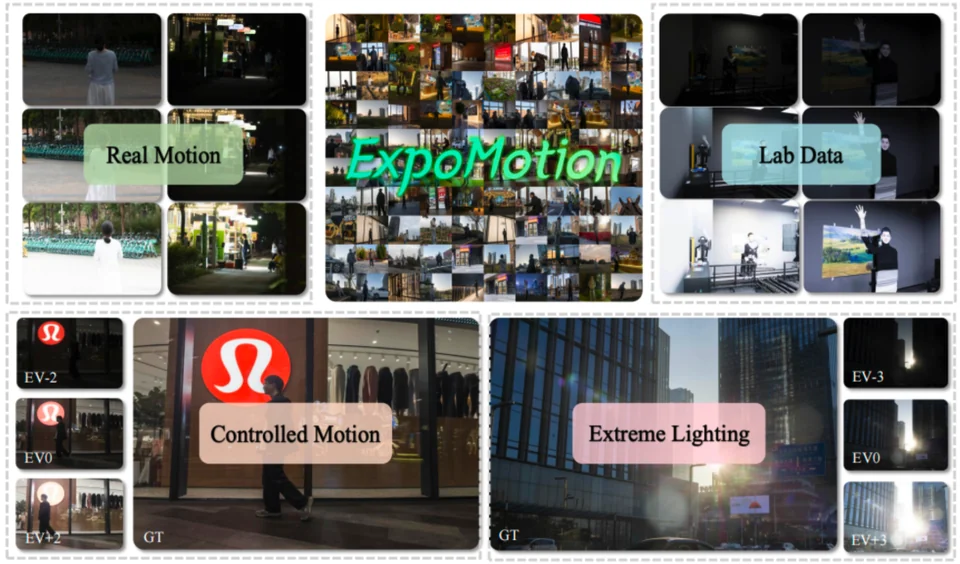 Real Motion
ExpoMotion
Lab Data
EV-2
EV0
EV+2
Controlled Motion
GT
Extreme Lighting
GT
EV-3
EV0
EV+3